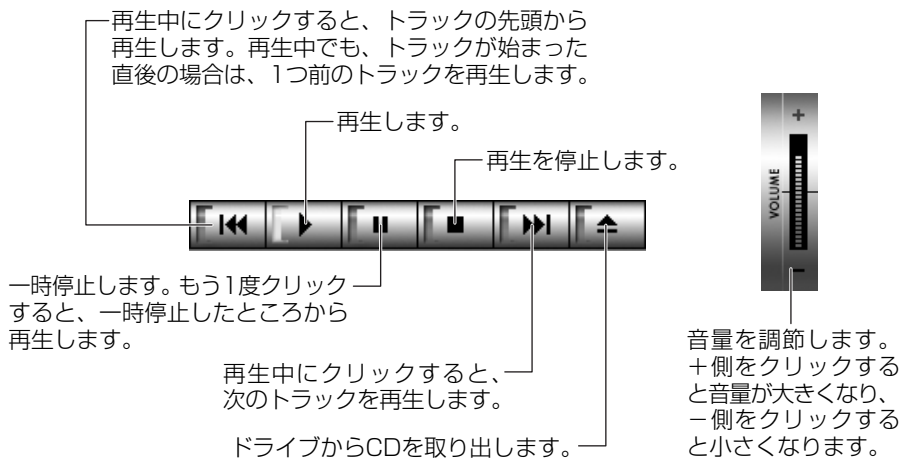 再生中にクリックすると、トラックの先頭から
再生します。再生中でも、トラックが始まった
直後の場合は、1つ前のトラックを再生します。
再生します。
再生を停止します。
一時停止します。もう1度クリック
すると、一時停止したところから
再生します。
再生中にクリックすると、
次のトラックを再生します。
ドライブからCDを取り出します。
+
VOLUME
−
音量を調節します。
+側をクリックする
と音量が大きくなり、
−側をクリックする
と小さくなります。